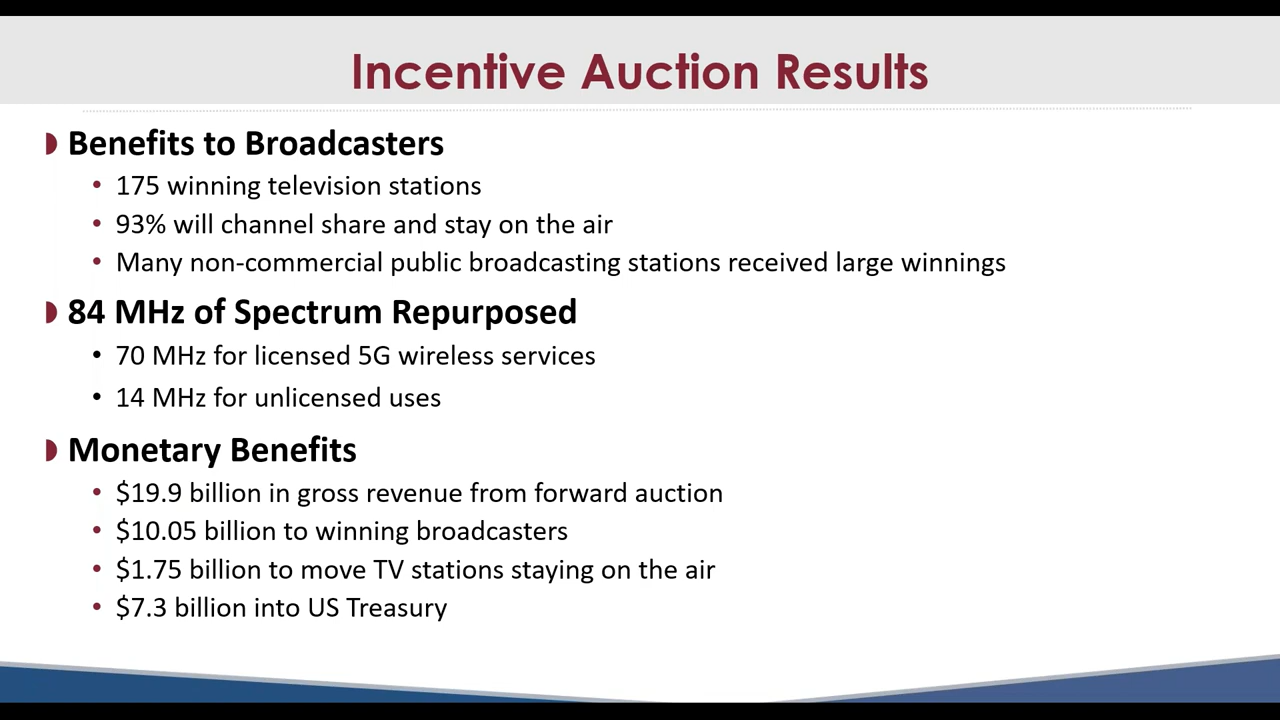 Incentive Auction Results
Benefits to Broadcasters
• 175 winning television stations
• 93% will channel share and stay on the air
• Many non-commercial public broadcasting stations received large winnings
84 MHz of Spectrum Repurposed
• 70 MHz for licensed 5G wireless services
• 14 MHz for unlicensed uses
Monetary Benefits
• $19.9 billion in gross revenue from forward auction
• $10.05 billion to winning broadcasters
• $1.75 billion to move TV stations staying on the air
• $7.3 billion into US Treasury